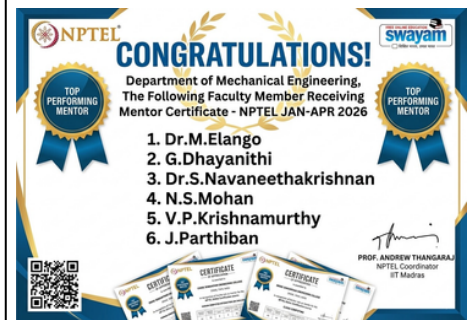 NPTEL
swayam
CONGRATULATIONS!
Department of Mechanical Engineering,
The Following Faculty Member Receiving
Mentor Certificate - NPTEL JAN-APR 2026
TOP
PERFORMING
MENTOR
TOP
PERFORMING
MENTOR
1. Dr.M.Elango
2. G.Dhayanithi
3. Dr.S.Navaneethakrishnan
4. N.S.Mohan
5. V.P.Krishnamurthy
6. J.Parthiban
PROF. ANDREW THANGARAJ
NPTEL Coordinator
IIT Madras
NPTEL
CERTIFICATE
CERTIFICATE